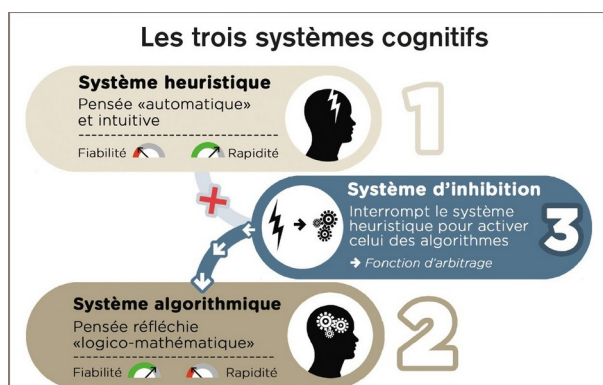 Les trois systèmes cognitifs
Système heuristique
Pensée «automatique»
et intuitive
Fiabilité Rapidité
1
Système d'inhibition
Interrompt le système
heuristique pour activer
celui des algorithmes
→ Fonction d'arbitrage
3
Système algorithmique
Pensée réfléchie
«logico-mathématique»
Fiabilité Rapidité
2